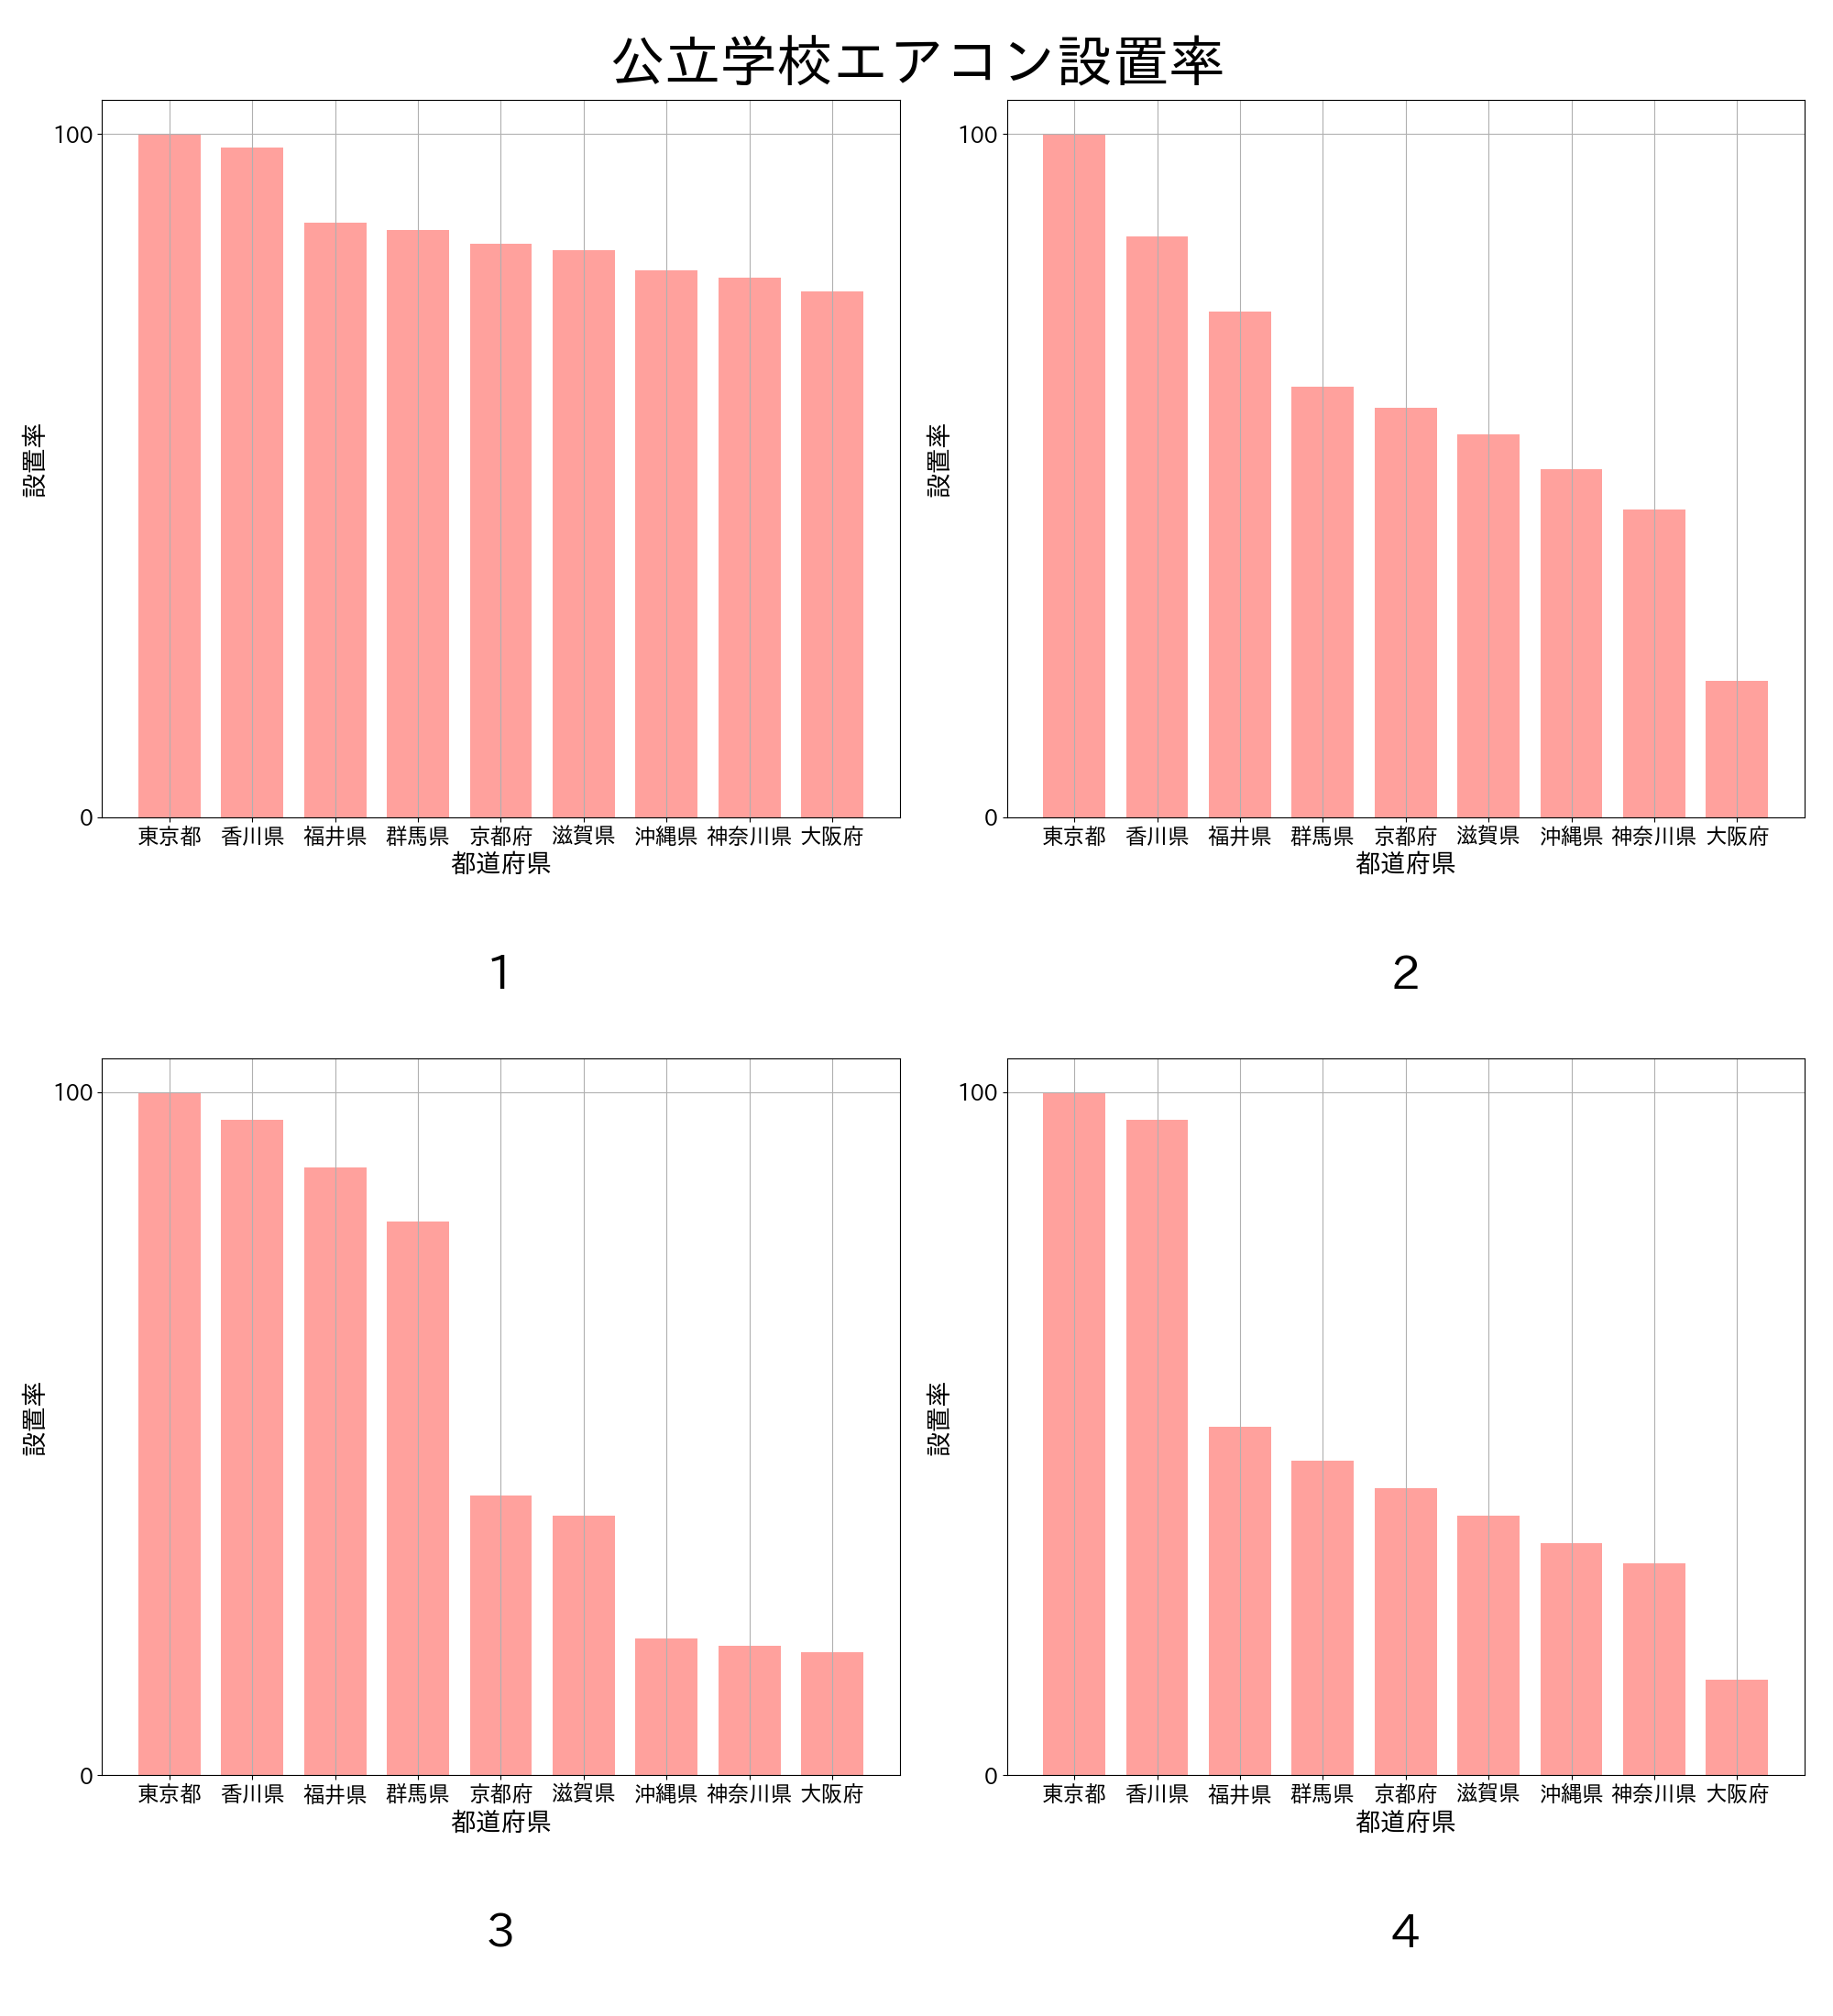 公立学校エアコン設置率
100
設置率
0
東京都 香川県 福井県 群馬県 京都府 滋賀県 沖縄県 神奈川県 大阪府
都道府県
1
100
設置率
0
東京都 香川県 福井県 群馬県 京都府 滋賀県 沖縄県 神奈川県 大阪府
都道府県
2
100
設置率
0
東京都 香川県 福井県 群馬県 京都府 滋賀県 沖縄県 神奈川県 大阪府
都道府県
3
100
設置率
0
東京都 香川県 福井県 群馬県 京都府 滋賀県 沖縄県 神奈川県 大阪府
都道府県
4